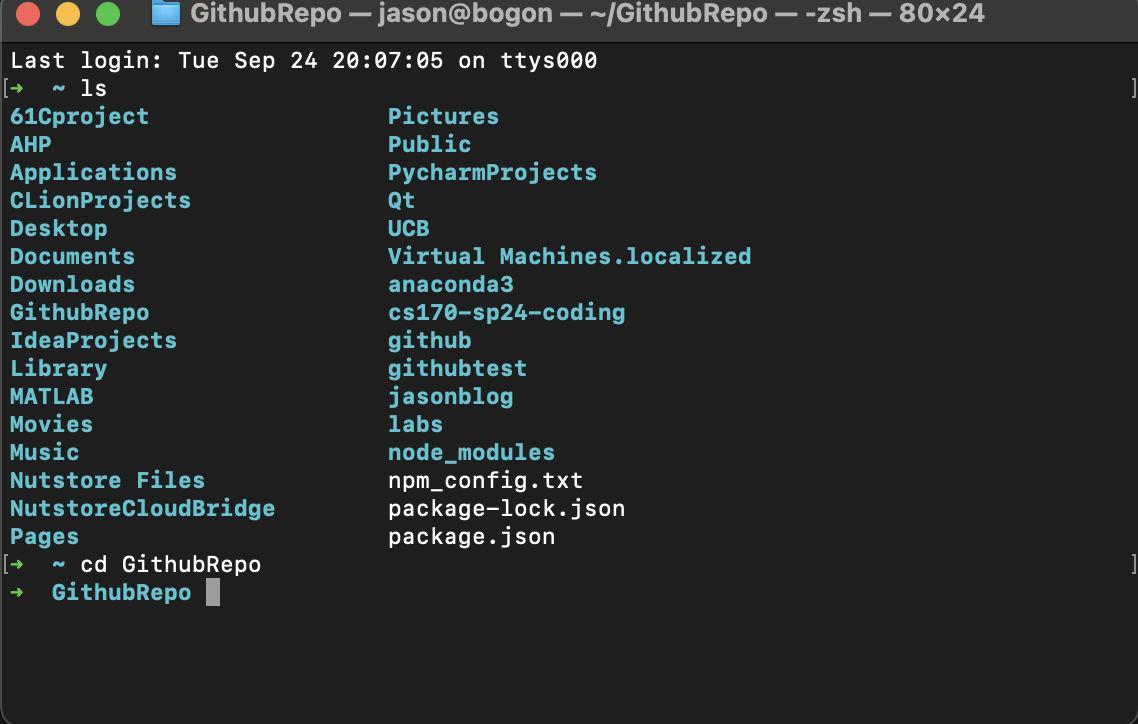 GithubRepo — jason@bogon — ~/GithubRepo — -zsh — 80×24
Last login: Tue Sep 24 20:07:05 on ttys000
[➜  ~ ls ]
61Cproject Pictures
AHP Public
Applications PycharmProjects
CLionProjects Qt
Desktop UCB
Documents Virtual Machines.localized
Downloads anaconda3
GithubRepo cs170-sp24-coding
IdeaProjects github
Library githubtest
MATLAB jasonblog
Movies labs
Music node_modules
Nutstore Files npm_config.txt
NutstoreCloudBridge package-lock.json
Pages package.json
[➜  ~ cd GithubRepo ]
➜  GithubRepo